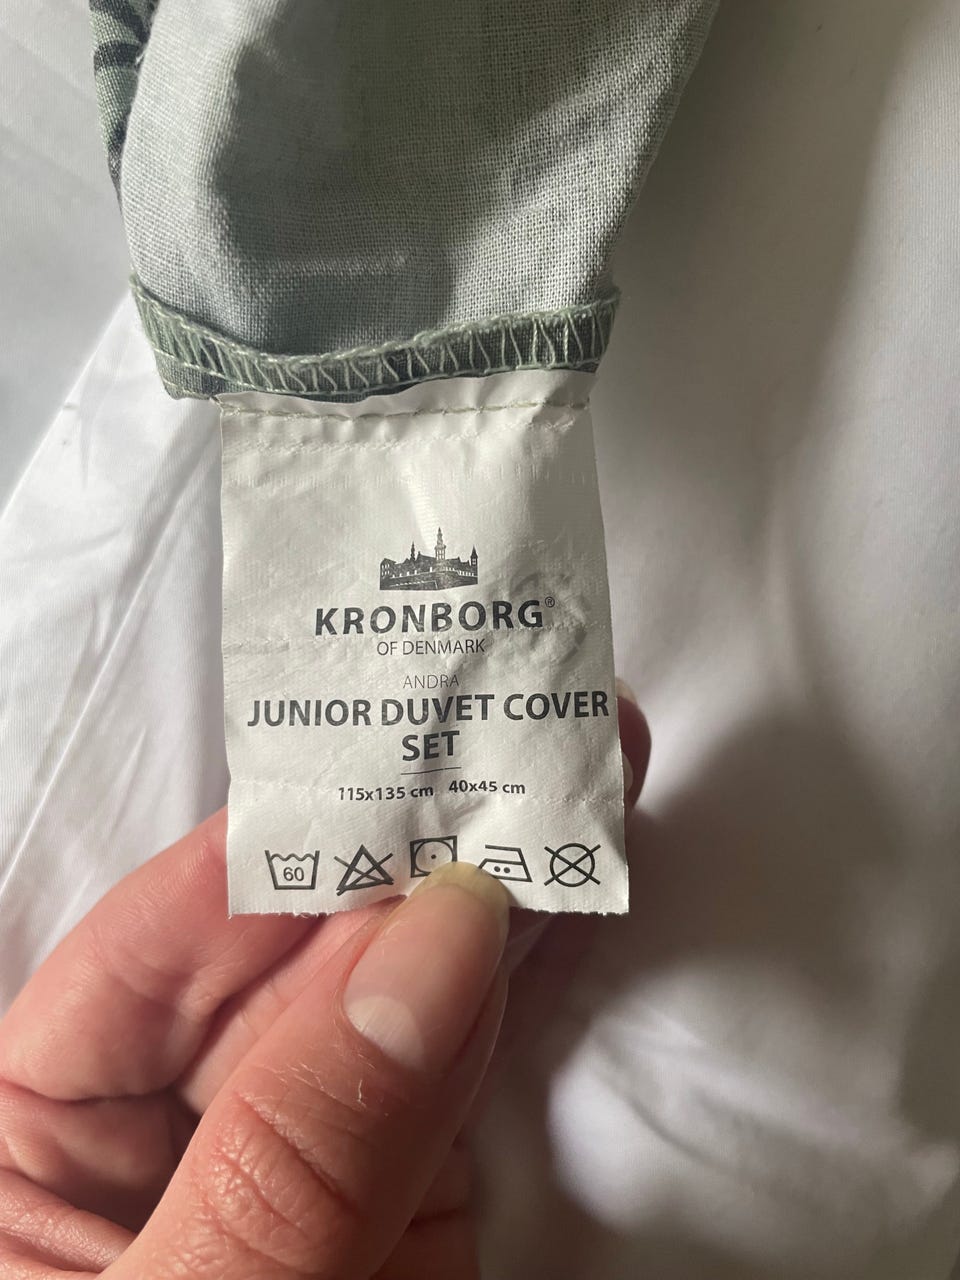 KRONBORG®
OF DENMARK
ANDRA
JUNIOR DUVET COVER
SET
115x135 cm 40x45 cm
60